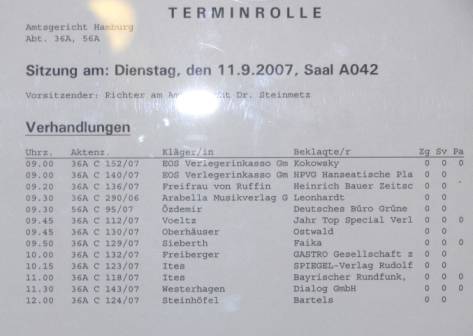 TERMINROLLE
Amtsgericht Hamburg
Abt. 36A, 56A
Sitzung am: Dienstag, den 11.9.2007, Saal A042
Vorsitzender: Richter am Dr. Steinmetz
Verhandlungen
Uhrz. Aktenz. Kläger/in Beklagte/r Zg Sv Pa
09.00 36A C 152/07 EOS Verlegerinkasso Gm Kokowsky 0 0
09.00 36A C 140/07 EOS Verlegerinkasso Gm HPVG Hanseatische Pla 0 0 0
09.20 36A C 136/07 Freifrau von Ruffin Heinrich Bauer Zeitsc 0 0
09.30 36A C 290/06 Arabella Musikverlag G Leonhardt 0 0
09.30 56A C 95/07 Özdemir Deutsches Büro Grüne 0 0
09.45 36A C 112/07 Voeltz Jahr Top Special Verl 0 0 0
09.45 36A C 130/07 Oberhäuser Ostwald 0 0
09.50 36A C 129/07 Sieberth Faika 0 0 0
10.00 36A C 132/07 Freiberger GASTRO Gesellschaft z 0 0
10.15 36A C 123/07 Ites SPIEGEL-Verlag Rudolf 0 0
11.00 36A C 118/07 Ites Bayrischer Rundfunk, 0 0 0
11.30 36A C 143/07 Westerhagen Dialog GmbH 0 0 0
12.00 36A C 124/07 Steinhöfel Bartels 0 0